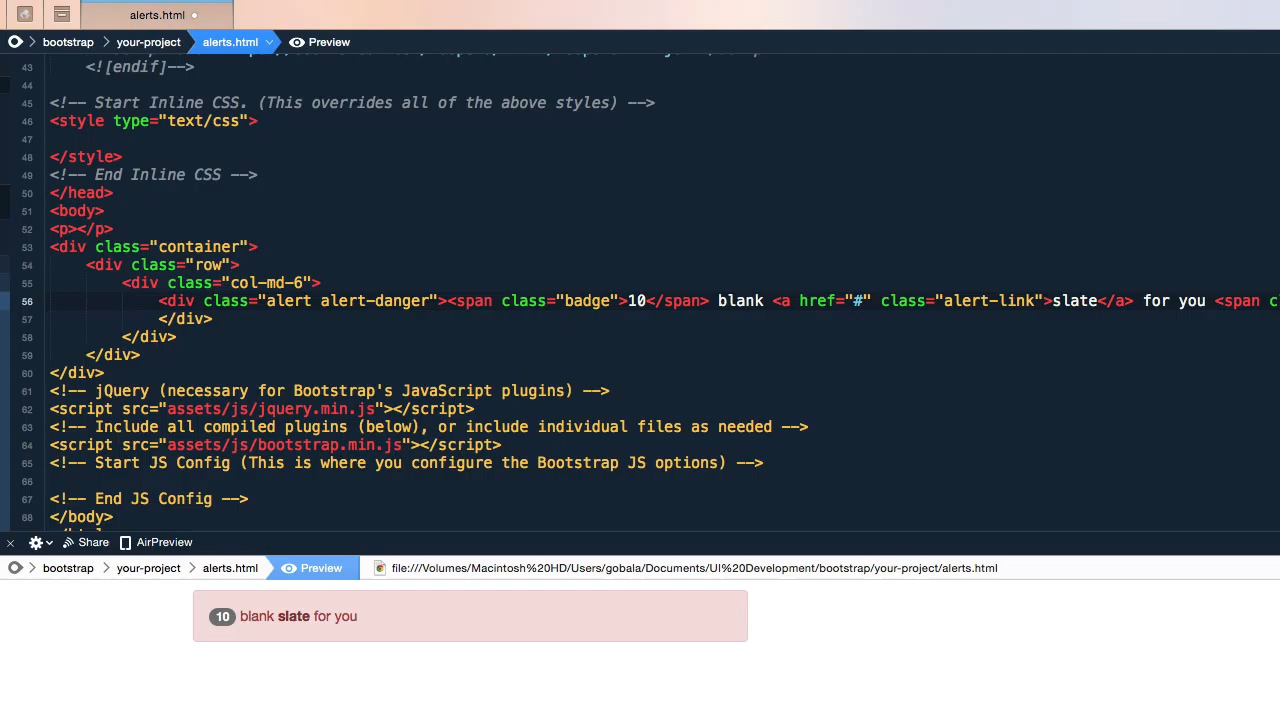 alerts.html
bootstrap your-project alerts.html Preview
43 <![endif]-->
44
45 <!-- Start Inline CSS. (This overrides all of the above styles) -->
46 <style type="text/css">
47
48 </style>
49 <!-- End Inline CSS -->
50 </head>
51 <body>
52 <p></p>
53 <div class="container">
54 <div class="row">
55 <div class="col-md-6">
56 <div class="alert alert-danger"><span class="badge">10</span> blank <a href="#" class="alert-link">slate</a> for you <span c
57 </div>
58 </div>
59 </div>
60 </div>
61 <!-- jQuery (necessary for Bootstrap's JavaScript plugins) -->
62 <script src="assets/js/jquery.min.js"></script>
63 <!-- Include all compiled plugins (below), or include individual files as needed -->
64 <script src="assets/js/bootstrap.min.js"></script>
65 <!-- Start JS Config (This is where you configure the Bootstrap JS options) -->
66
67 <!-- End JS Config -->
68 </body>
Share AirPreview
bootstrap your-project alerts.html Preview file:///Volumes/Macintosh%20HD/Users/gobala/Documents/UI%20Development/bootstrap/your-project/alerts.html
10 blank slate for you